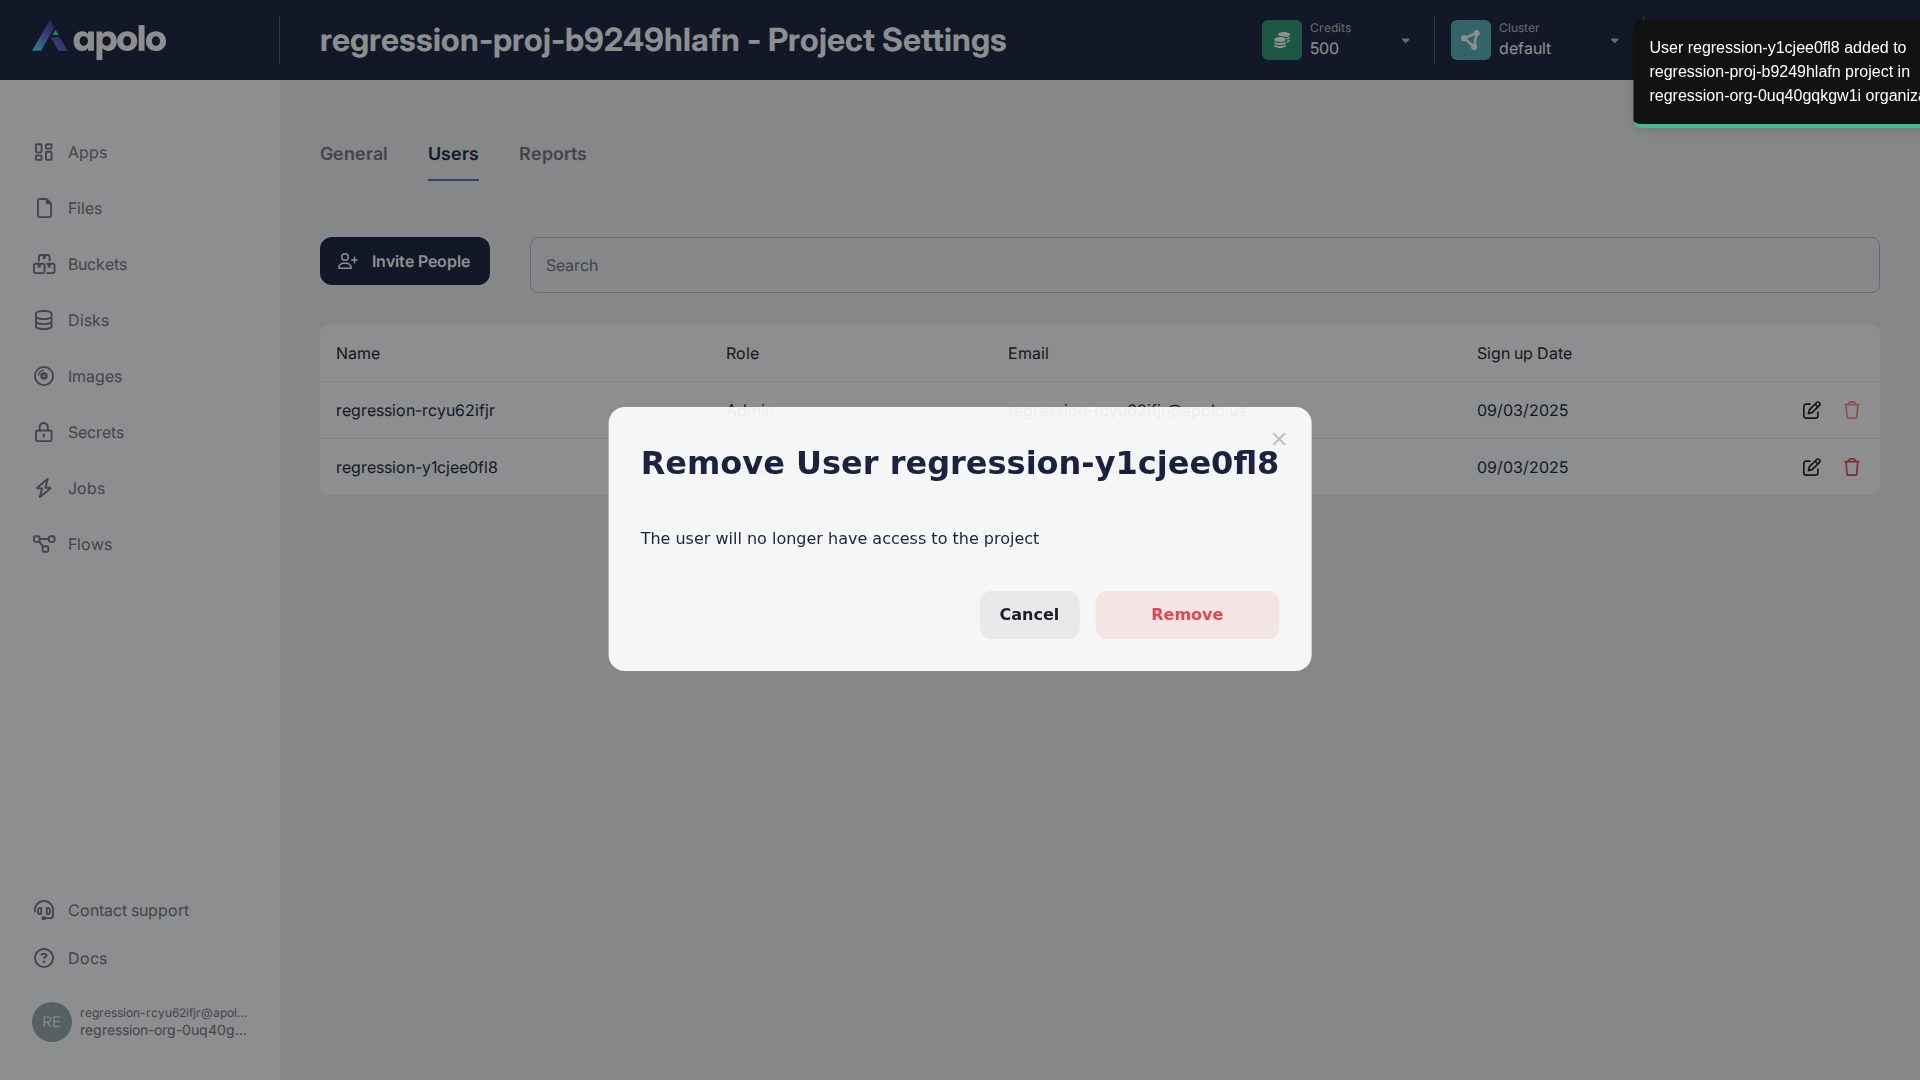 apolo
regression-proj-b9249hlafn - Project Settings
Credits
500
Cluster
default
User regression-y1cjee0fl8 added to
regression-proj-b9249hlafn project in
regression-org-0uq40gqkgw1i organiza
Apps
Files
Buckets
Disks
Images
Secrets
Jobs
Flows
General Users Reports
Invite People
Search
Name Role Email Sign up Date
regression-rcyu62ifjr Admin regression-rcyu62ifjr@apolo.us 09/03/2025
regression-y1cjee0fl8 09/03/2025
Remove User regression-y1cjee0fl8
The user will no longer have access to the project
Cancel Remove
Contact support
Docs
RE
regression-rcyu62ifjr@apol...
regression-org-0uq40g...